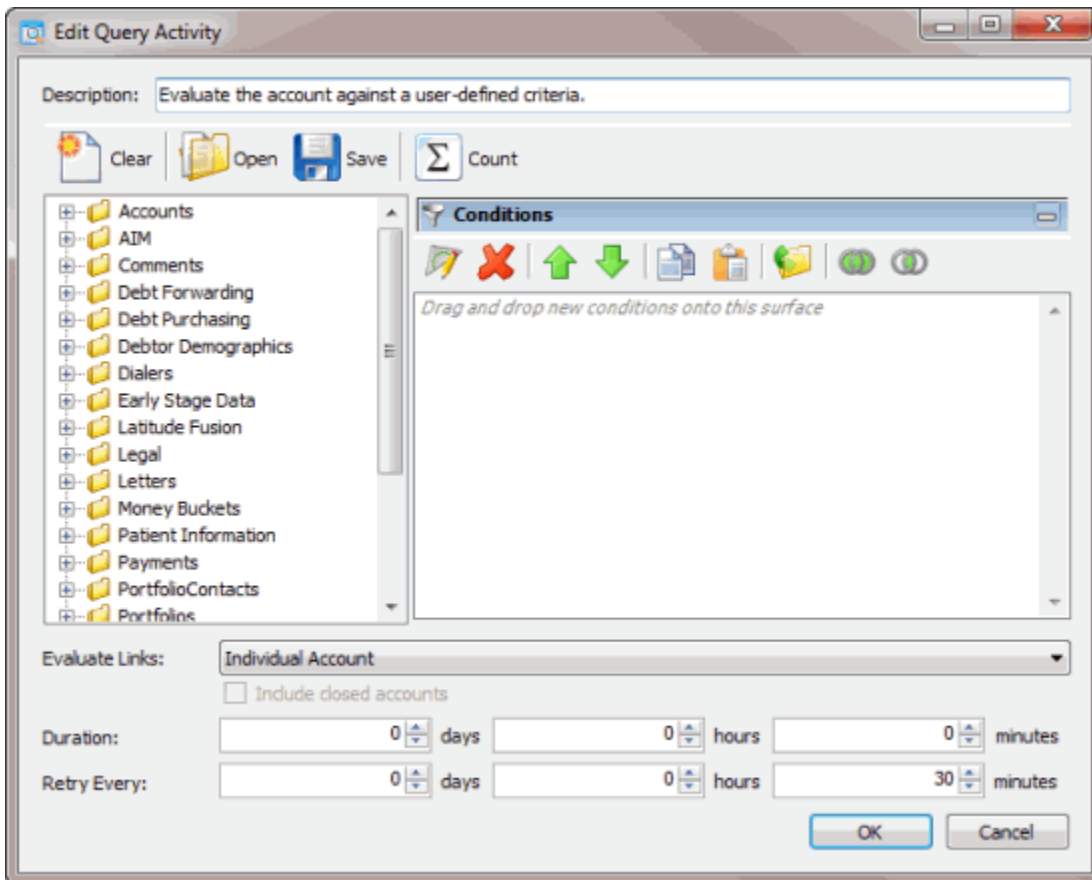 Edit Query Activity
Description: Evaluate the account against a user-defined criteria.
Clear Open Save Σ Count
Accounts
AIM
Comments
Debt Forwarding
Debt Purchasing
Debtor Demographics
Dialers
Early Stage Data
Latitude Fusion
Legal
Letters
Money Buckets
Patient Information
Payments
PortfolioContacts
Portfolios
Conditions
Drag and drop new conditions onto this surface
Evaluate Links: Individual Account
Include closed accounts
Duration: 0 days 0 hours 0 minutes
Retry Every: 0 days 0 hours 30 minutes
OK Cancel